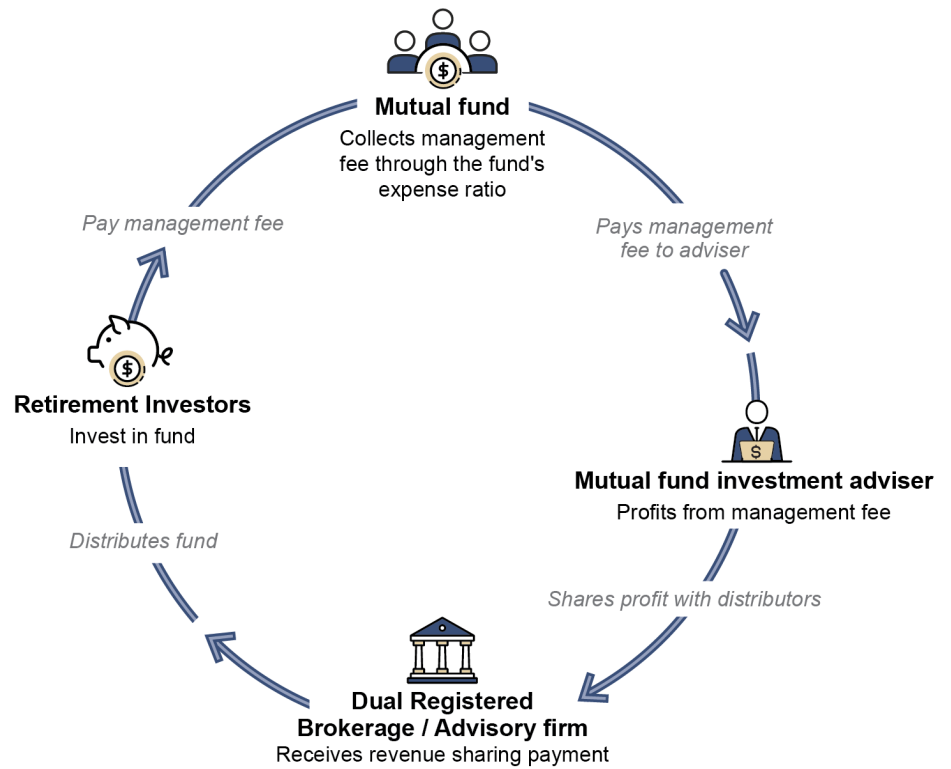 $
Mutual fund
Collects management
fee through the fund's
expense ratio
Pay management fee
Pays management
fee to adviser
$
Retirement Investors
Invest in fund
$
Mutual fund investment adviser
Profits from management fee
Distributes fund
Shares profit with distributors
Dual Registered
Brokerage / Advisory firm
Receives revenue sharing payment